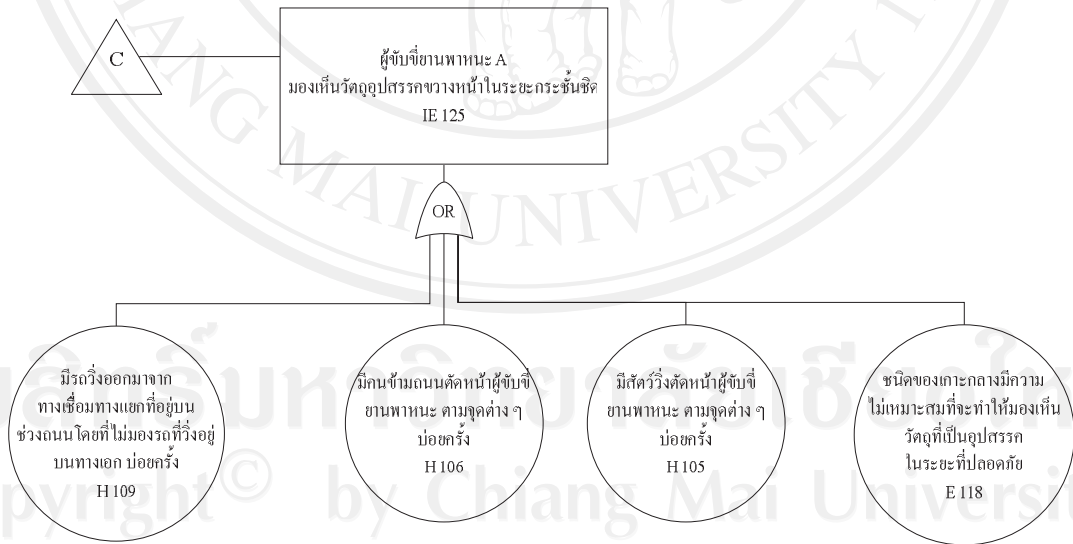 C
ผู้ขับขี่ยานพาหนะ A
มองเห็นวัตถุอุปสรรคขวางหน้าในระยะกระชั้นชิด
IE 125
OR
มีรถวิ่งออกมาจาก
ทางเชื่อมทางแยกที่อยู่บน
ช่วงถนนโดยที่ไม่มองรถที่วิ่งอยู่
บนทางเอก บ่อยครั้ง
H 109
มีคนข้ามถนนตัดหน้าผู้ขับขี่
ยานพาหนะ ตามจุดต่าง ๆ
บ่อยครั้ง
H 106
มีสัตว์วิ่งตัดหน้าผู้ขับขี่
ยานพาหนะ ตามจุดต่าง ๆ
บ่อยครั้ง
H 105
ชนิดของเกาะกลางมีความ
ไม่เหมาะสมที่จะทำให้มองเห็น
วัตถุที่เป็นอุปสรรค
ในระยะที่ปลอดภัย
E 118
ANG MAI UNIVERSITY 1
pyright© by Chiang Mai Universit